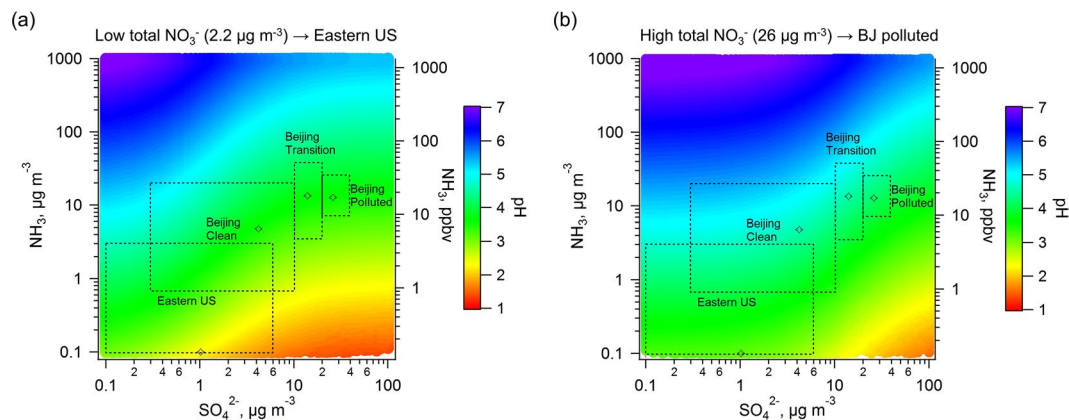 (a)
Low total NO₃⁻ (2.2 µg m⁻³) → Eastern US
1000
100
10
1
0.1
NH₃, µg m⁻³
Beijing
Transition
Beijing
Polluted
Beijing
Clean
Eastern US
0.1
2
4
6
1
2
4
6
10
2
4
6
100
SO₄²⁻, µg m⁻³
1000
100
10
1
NH₃, ppbv
7
6
5
4
3
2
1
pH
(b)
High total NO₃⁻ (26 µg m⁻³) → BJ polluted
1000
100
10
1
0.1
NH₃, µg m⁻³
Beijing
Transition
Beijing
Polluted
Beijing
Clean
Eastern US
0.1
2
4
6
1
2
4
6
10
2
4
6
100
SO₄²⁻, µg m⁻³
1000
100
10
1
NH₃, ppbv
7
6
5
4
3
2
1
pH